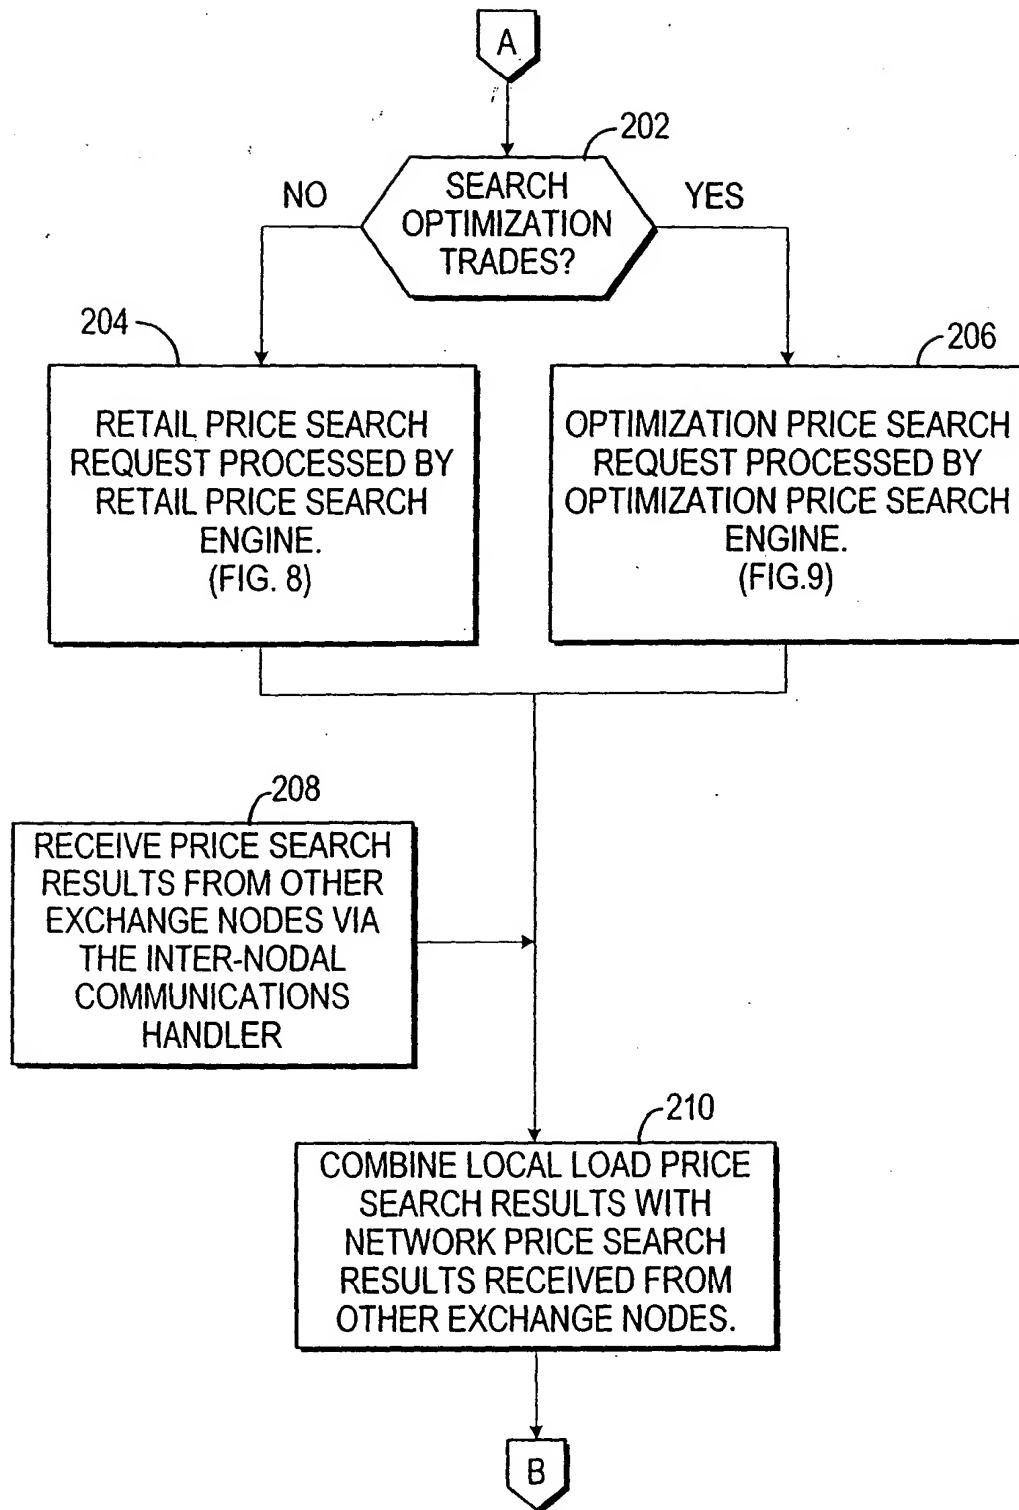 A
202
SEARCH
OPTIMIZATION
TRADES?
NO
YES
204
RETAIL PRICE SEARCH
REQUEST PROCESSED BY
RETAIL PRICE SEARCH
ENGINE.
(FIG. 8)
206
OPTIMIZATION PRICE SEARCH
REQUEST PROCESSED BY
OPTIMIZATION PRICE SEARCH
ENGINE.
(FIG.9)
208
RECEIVE PRICE SEARCH
RESULTS FROM OTHER
EXCHANGE NODES VIA
THE INTER-NODAL
COMMUNICATIONS
HANDLER
210
COMBINE LOCAL LOAD PRICE
SEARCH RESULTS WITH
NETWORK PRICE SEARCH
RESULTS RECEIVED FROM
OTHER EXCHANGE NODES.
B